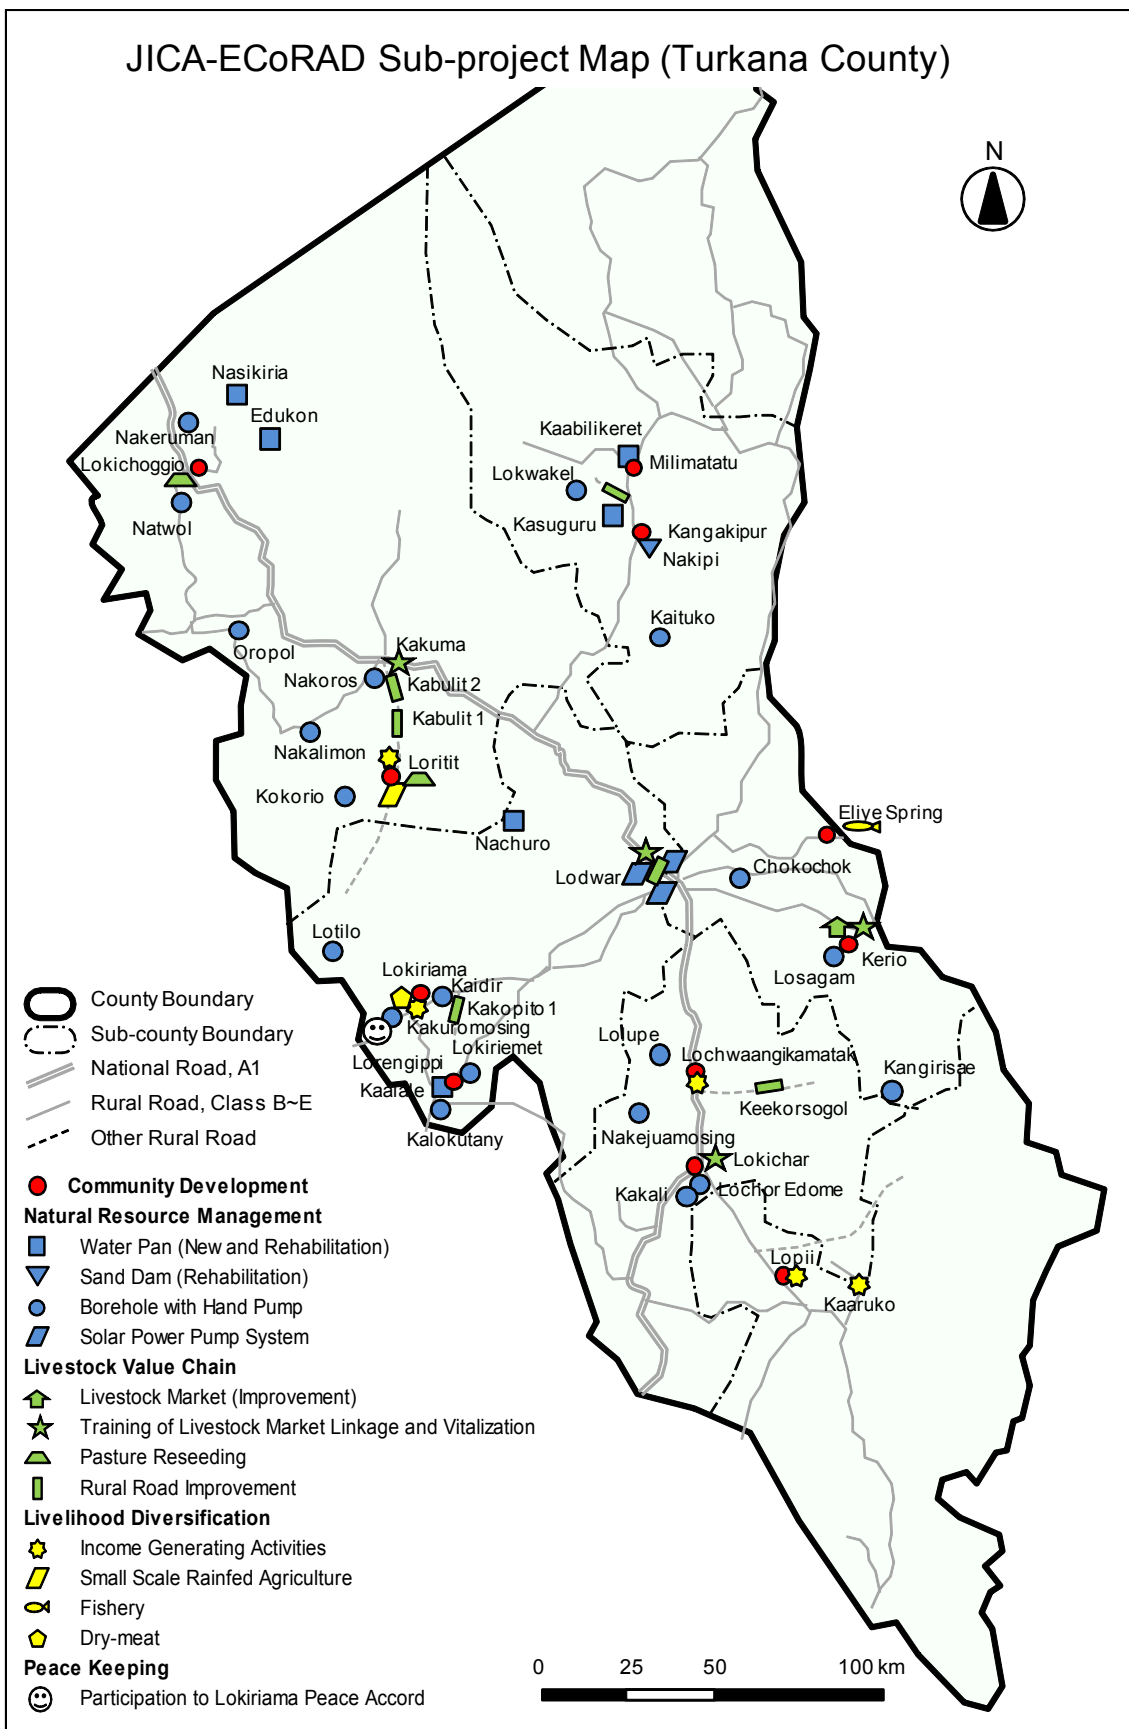 JICA-ECoRAD Sub-project Map (Turkana County)
N
Nasikiria
Edukon
Nakeruman
Lokichoggio
Natwol
Kaabilikeret
Milimatatu
Lokwakel
Kasuguru
Kangakipur
Nakipi
Kaituko
Oropol
Kakuma
Nakoros
Kabulit 2
Kabulit 1
Nakalimon
Loritit
Kokorio
Nachuro
Eliye Spring
Lodwar
Chokochok
Lotilo
Kerio
Losagam
Lokiriama
Kaidir
Kakopito 1
Kakuromosing
Lokiriemet
Lorengippi
Kaarale
Kalokutany
Lolupe
Lochwaangikamatak
Kangirisae
Keekorsogol
Nakejuamosing
Lokichar
Kakali
Lochor Edome
Lopii
Kaaruko
County Boundary
Sub-county Boundary
National Road, A1
Rural Road, Class B~E
Other Rural Road
Community Development
Natural Resource Management
Water Pan (New and Rehabilitation)
Sand Dam (Rehabilitation)
Borehole with Hand Pump
Solar Power Pump System
Livestock Value Chain
Livestock Market (Improvement)
Training of Livestock Market Linkage and Vitalization
Pasture Reseeding
Rural Road Improvement
Livelihood Diversification
Income Generating Activities
Small Scale Rainfed Agriculture
Fishery
Dry-meat
Peace Keeping
Participation to Lokiriama Peace Accord
0 25 50 100 km